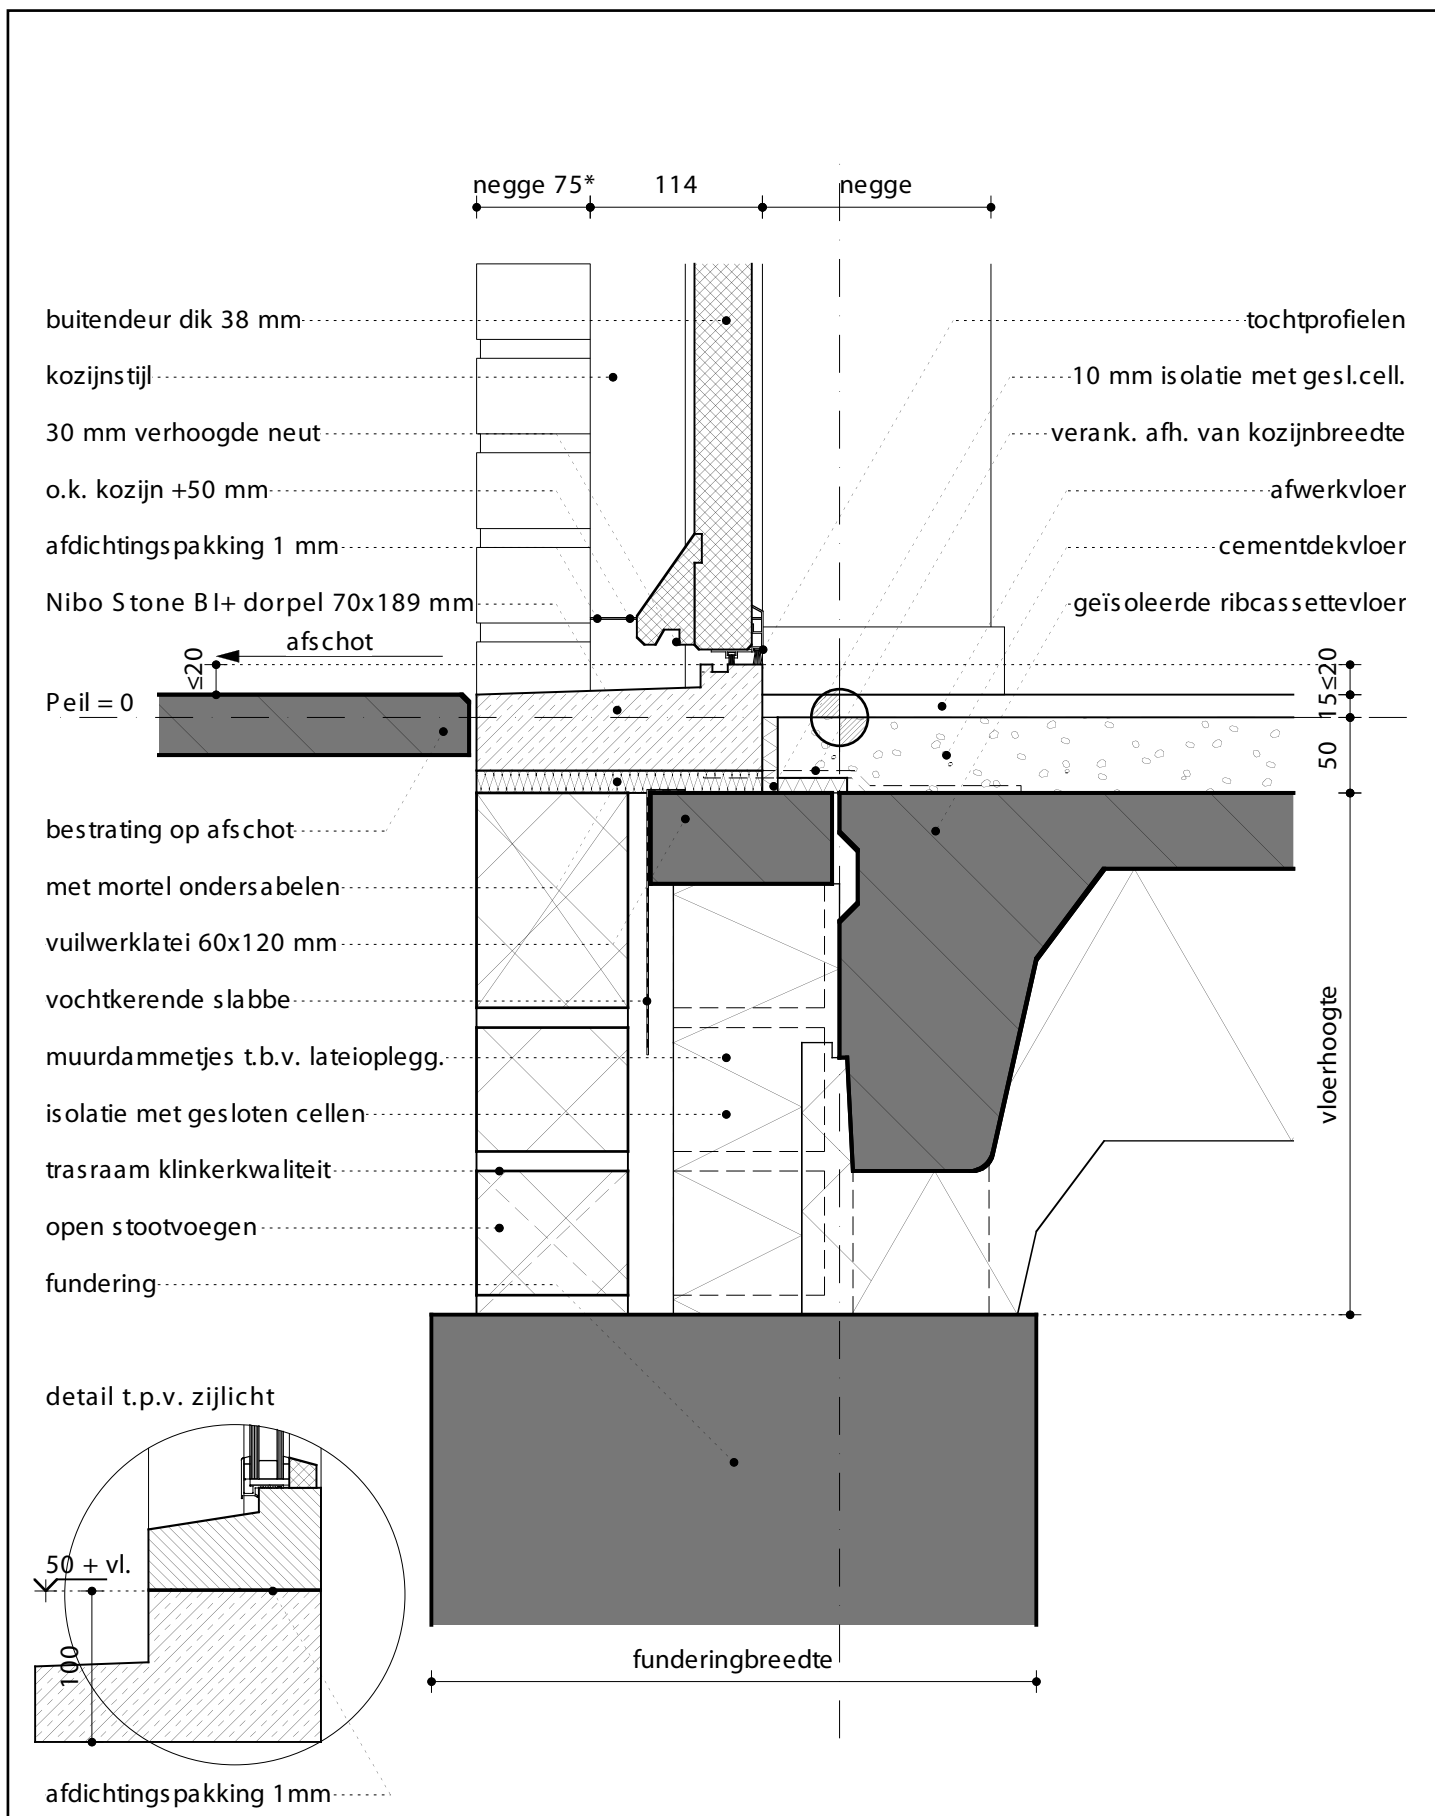 negge 75*
114
negge
buitendeur dik 38 mm
kozijnstijl
30 mm verhoogde neut
o.k. kozijn +50 mm
afdichtingspakking 1 mm
Nibo Stone BI+ dorpel 70x189 mm
afschot
≤20
Peil = 0
tochtprofielen
10 mm isolatie met gesl.cell.
verank. afh. van kozijnbreedte
afwerkvloer
cementdekvloer
geïsoleerde ribcassettevloer
≤20
15
50
vloerhoogte
bestrating op afschot
met mortel ondersabelen
vuilwerklatei 60x120 mm
vochtkerende slabbe
muurdammetjes t.b.v. lateioplegg.
isolatie met gesloten cellen
trasraam klinkerkwaliteit
open stootvoegen
fundering
detail t.p.v. zijlicht
50 + vl.
100
afdichtingspakking 1mm
funderingbreedte